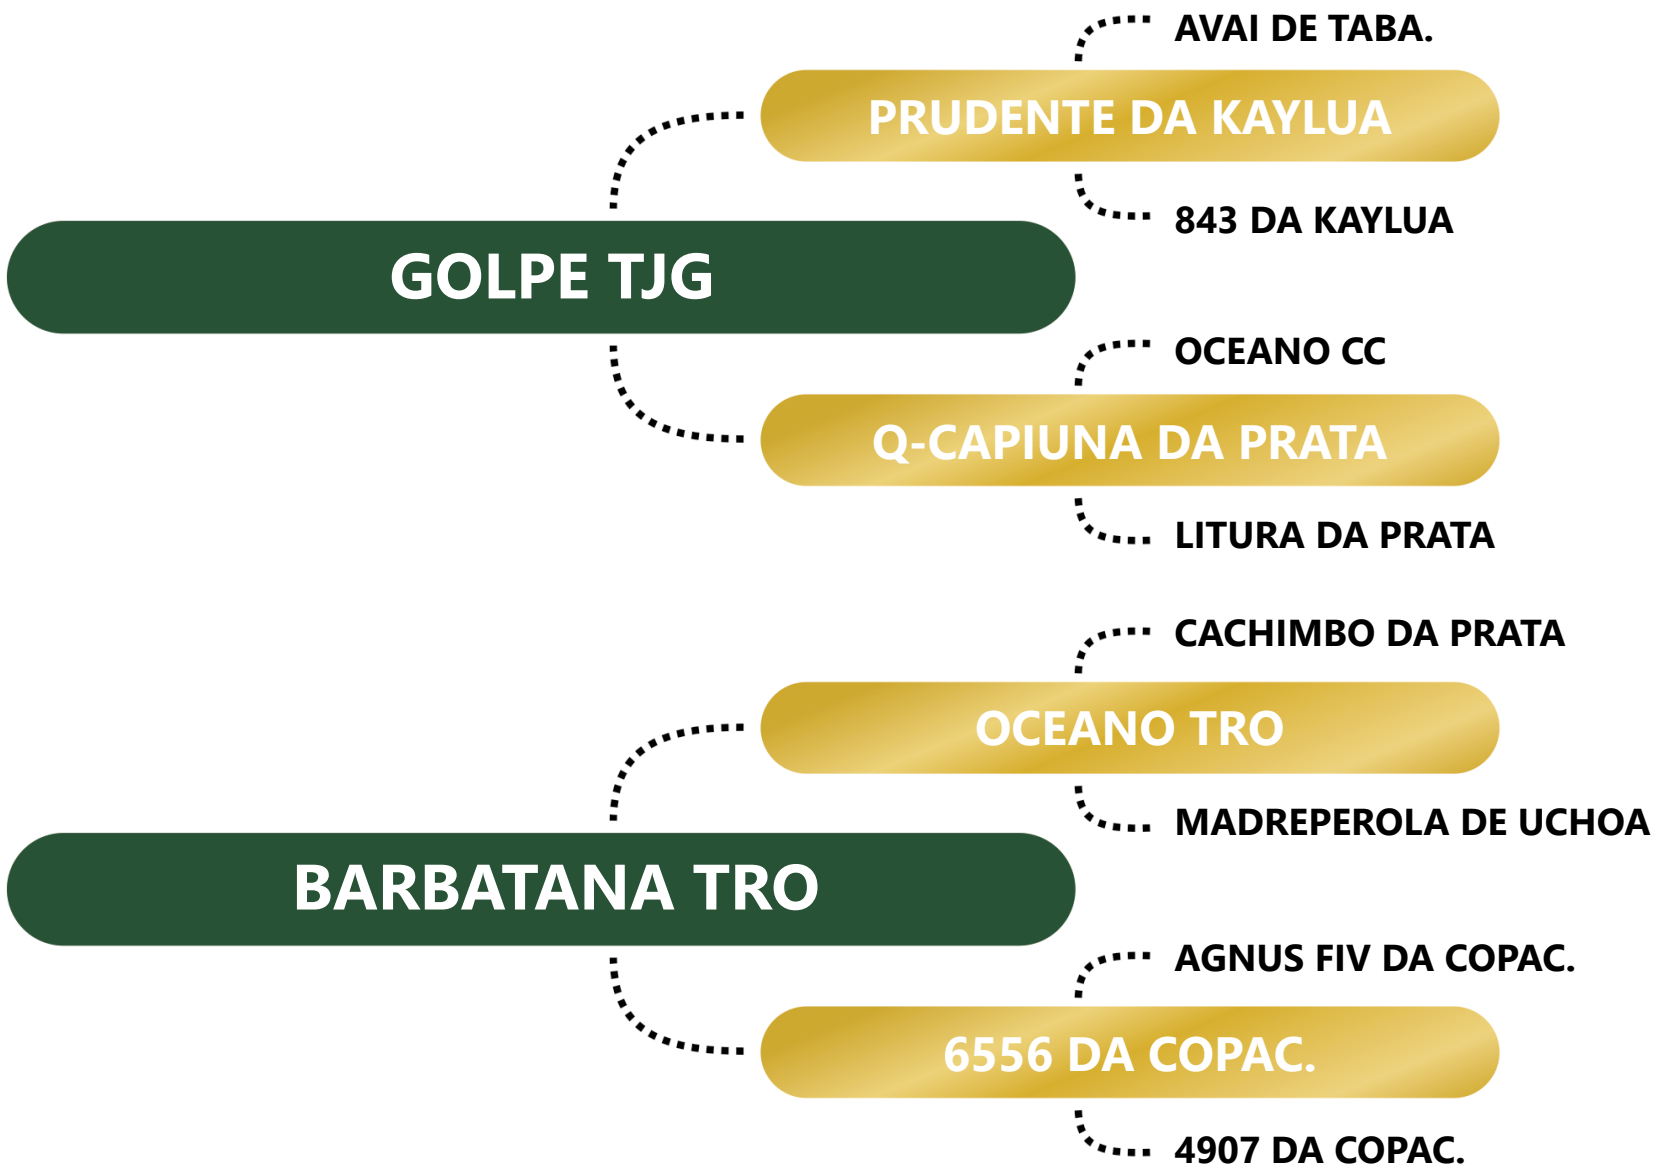 AVAI DE TABA.
PRUDENTE DA KAYLUA
843 DA KAYLUA
GOLPE TJG
OCEANO CC
Q-CAPIUNA DA PRATA
LITURA DA PRATA
CACHIMBO DA PRATA
OCEANO TRO
MADREPEROLA DE UCHOA
BARBATANA TRO
AGNUS FIV DA COPAC.
6556 DA COPAC.
4907 DA COPAC.